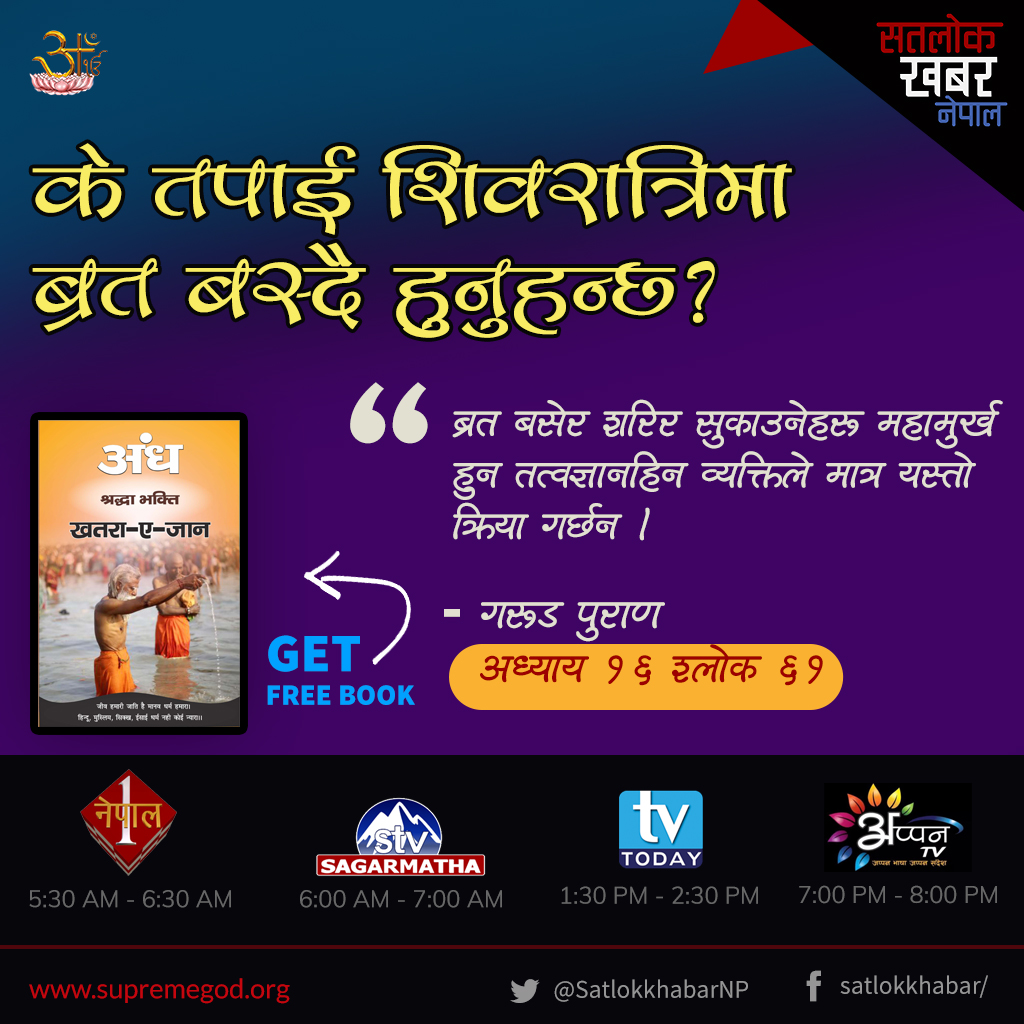 सतलोक
खबर
नेपाल
के तपाई शिवरात्रिमा
ब्रत बस्दै हुनुहुन्छ?
“ ब्रत बसेर शरिर सुकाउनेहरू महामुर्ख
हुन तत्वज्ञानहिन व्यक्तिले मात्र यस्तो
क्रिया गर्छन ।
- गरूड पुराण
अध्याय १६ श्लोक ६१
अंध
श्रद्धा भक्ति
खतरा-ए-जान
जीव हमारी जाति है मानव धर्म हमारा।
हिन्दू, मुस्लिम, सिक्ख, ईसाई धर्म नही कोई न्यारा।।
GET
FREE BOOK
नेपाल 1
5:30 AM - 6:30 AM
stv
SAGARMATHA
6:00 AM - 7:00 AM
tv
TODAY
1:30 PM - 2:30 PM
अप्पन
TV
अप्पन भाषा अप्पन संदेश
7:00 PM - 8:00 PM
www.supremegod.org
@SatlokkhabarNP
satlokkhabar/